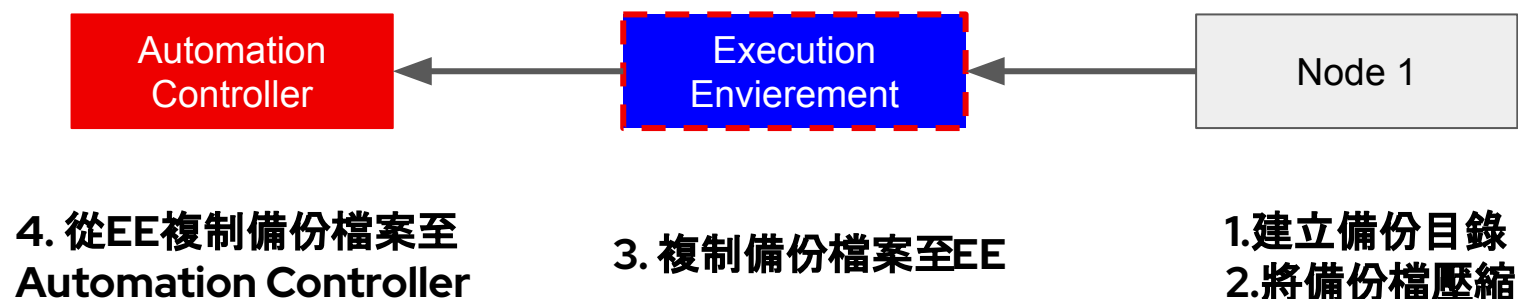 Automation
Controller
Execution
Envierement
Node 1
4. 從EE複制備份檔案至
Automation Controller
3. 複制備份檔案至EE
1.建立備份目錄
2.將備份檔壓縮